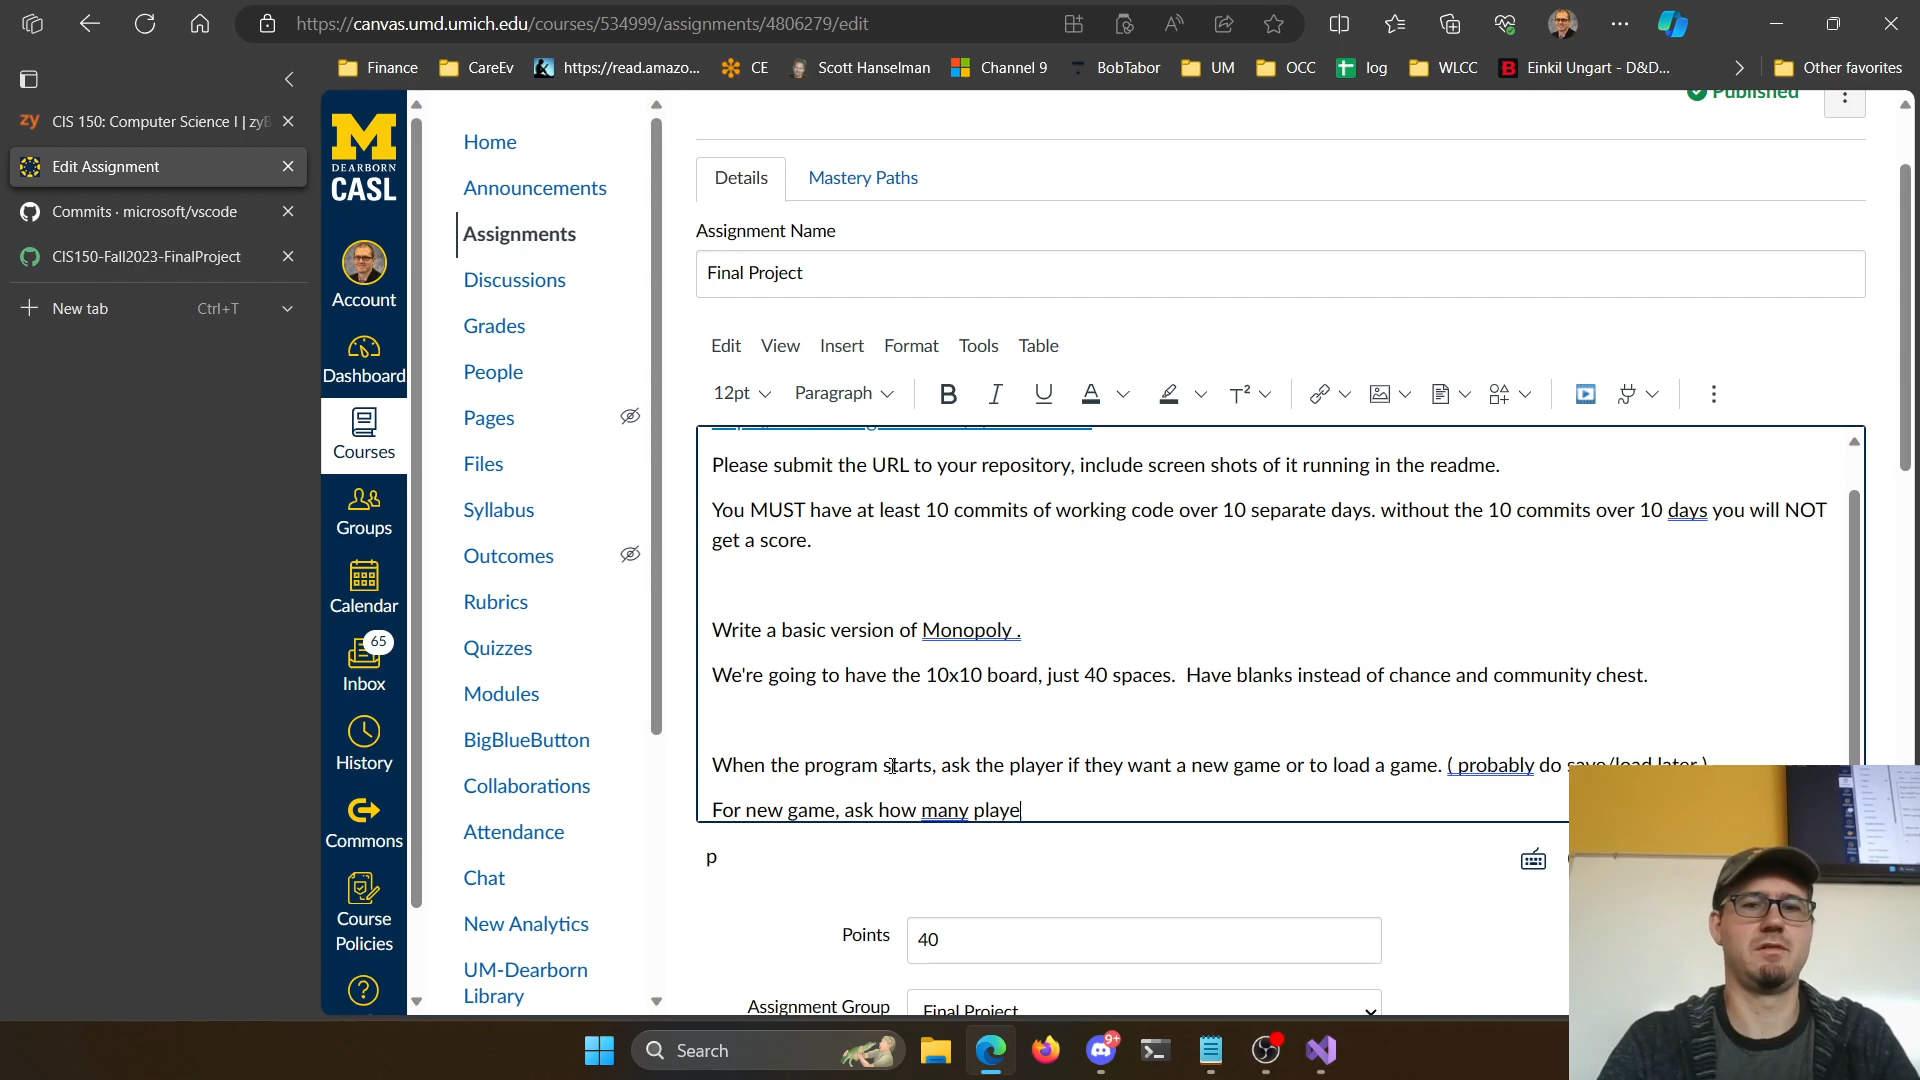 https://canvas.umd.umich.edu/courses/534999/assignments/4806279/edit
Finance
CareEv
https://read.amazo...
CE
Scott Hanselman
Channel 9
BobTabor
UM
OCC
log
WLCC
Einkil Ungart - D&D...
Other favorites
CIS 150: Computer Science I | zyB
Edit Assignment
Commits · microsoft/vscode
CIS150-Fall2023-FinalProject
New tab
Ctrl+T
M
DEARBORN
CASL
Account
Dashboard
Courses
Groups
Calendar
65
Inbox
History
Commons
Course
Policies
Home
Announcements
Assignments
Discussions
Grades
People
Pages
Files
Syllabus
Outcomes
Rubrics
Quizzes
Modules
BigBlueButton
Collaborations
Attendance
Chat
New Analytics
UM-Dearborn
Library
Published
Details
Mastery Paths
Assignment Name
Final Project
Edit View Insert Format Tools Table
12pt
Paragraph
Please submit the URL to your repository, include screen shots of it running in the readme.
You MUST have at least 10 commits of working code over 10 separate days. without the 10 commits over 10 days you will NOT
get a score.
Write a basic version of Monopoly .
We're going to have the 10x10 board, just 40 spaces.  Have blanks instead of chance and community chest.
When the program starts, ask the player if they want a new game or to load a game. ( probably do save/load later )
For new game, ask how many playe
p
Points
40
Assignment Group
Final Project
Search
9+